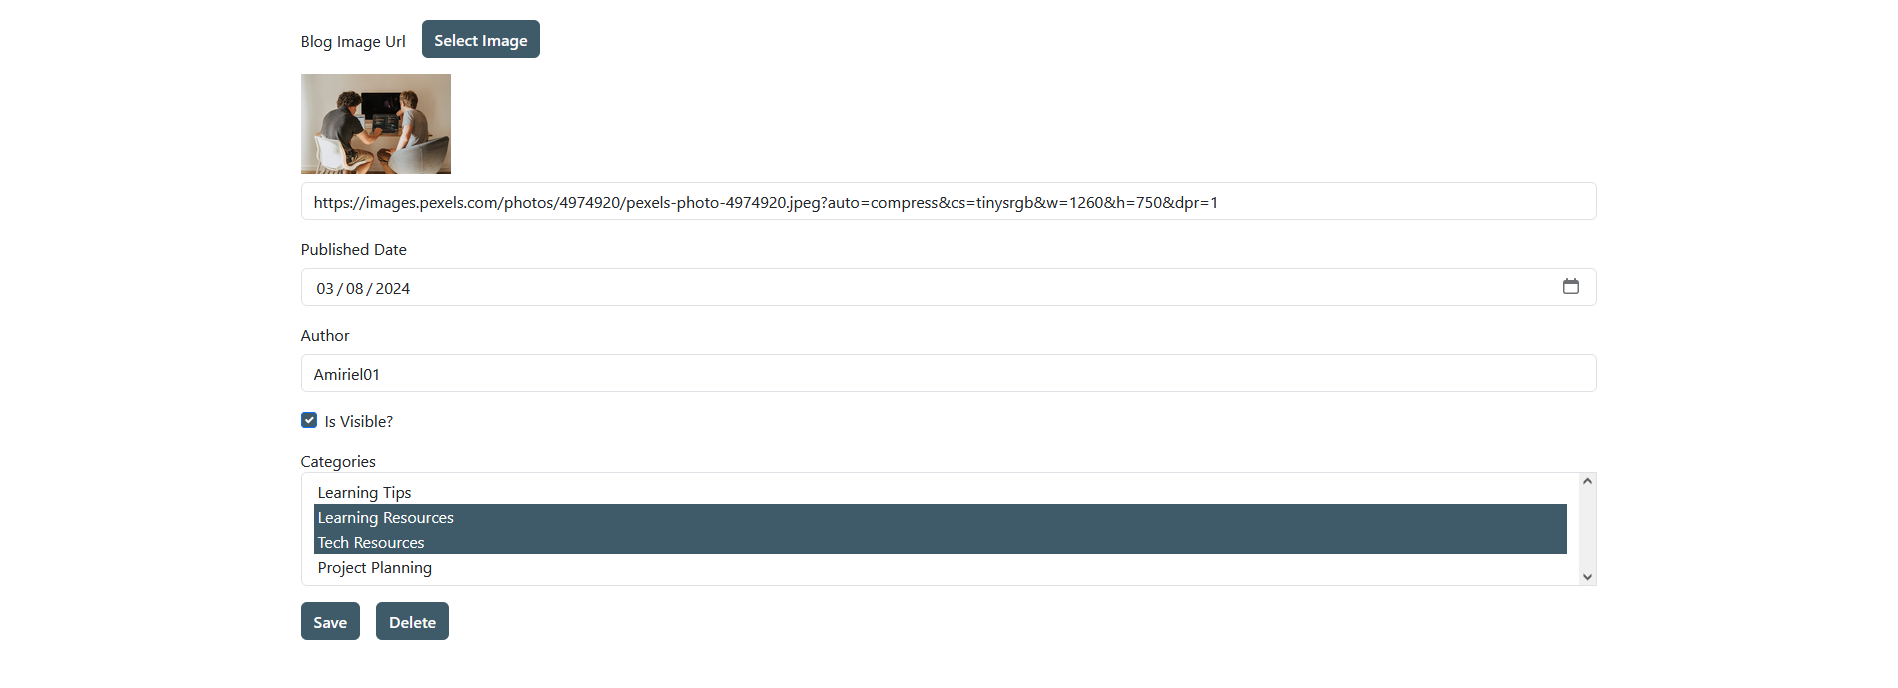 Blog Image Url Select Image
https://images.pexels.com/photos/4974920/pexels-photo-4974920.jpeg?auto=compress&cs=tinysrgb&w=1260&h=750&dpr=1
Published Date
03 / 08 / 2024
Author
Amiriel01
Is Visible?
Categories
Learning Tips
Learning Resources
Tech Resources
Project Planning
Save Delete